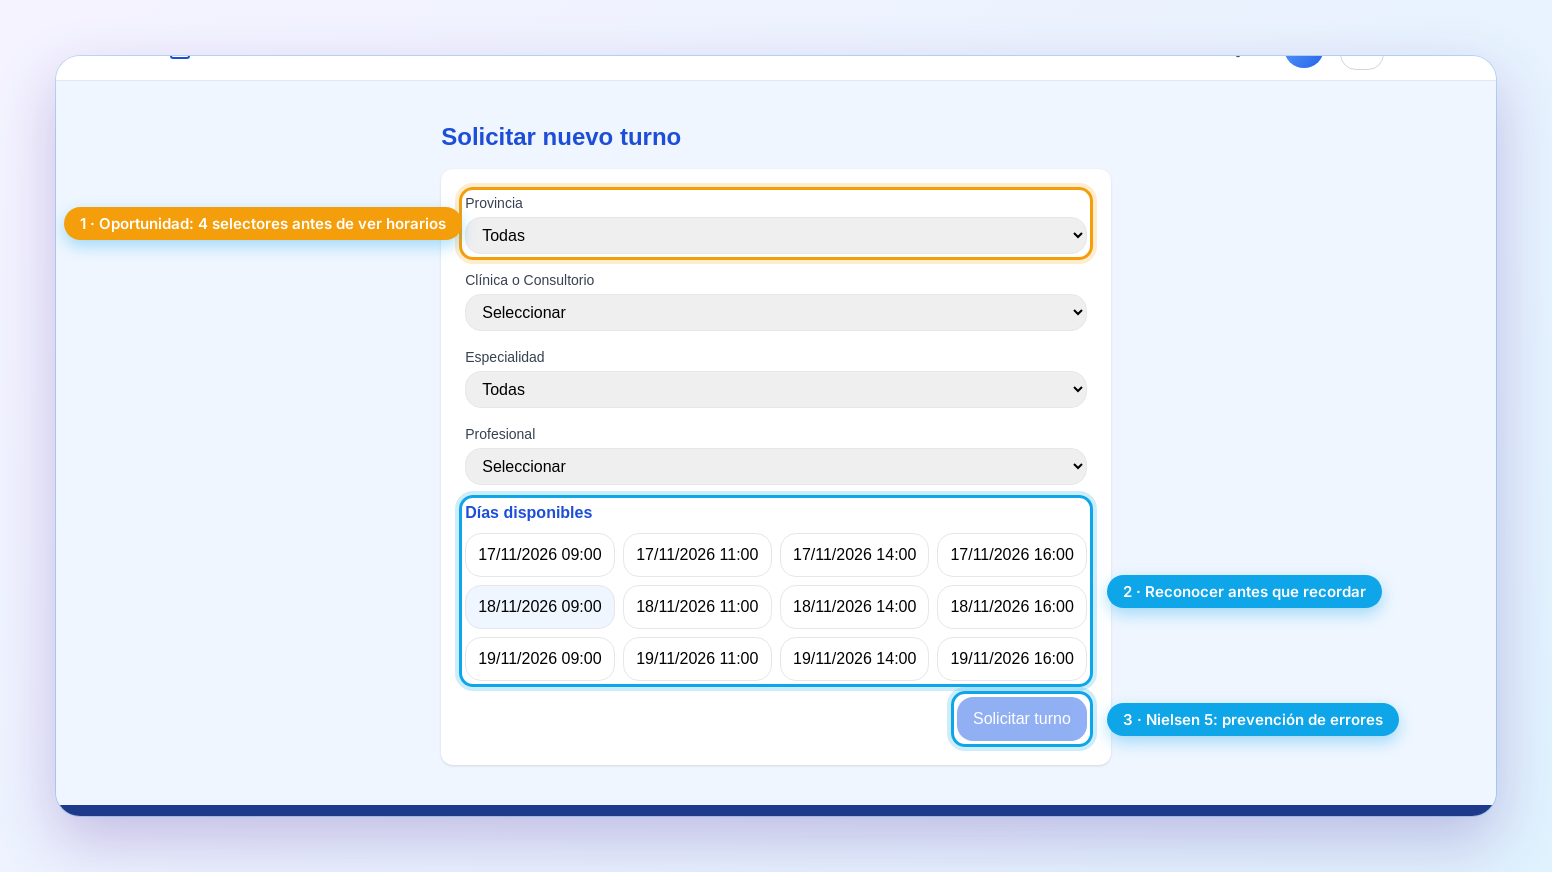 Solicitar nuevo turno
Provincia
1 · Oportunidad: 4 selectores antes de ver horarios
Todas
Clínica o Consultorio
Seleccionar
Especialidad
Todas
Profesional
Seleccionar
Días disponibles
17/11/2026 09:00 17/11/2026 11:00 17/11/2026 14:00 17/11/2026 16:00
18/11/2026 09:00 18/11/2026 11:00 18/11/2026 14:00 18/11/2026 16:00
2 · Reconocer antes que recordar
19/11/2026 09:00 19/11/2026 11:00 19/11/2026 14:00 19/11/2026 16:00
Solicitar turno
3 · Nielsen 5: prevención de errores